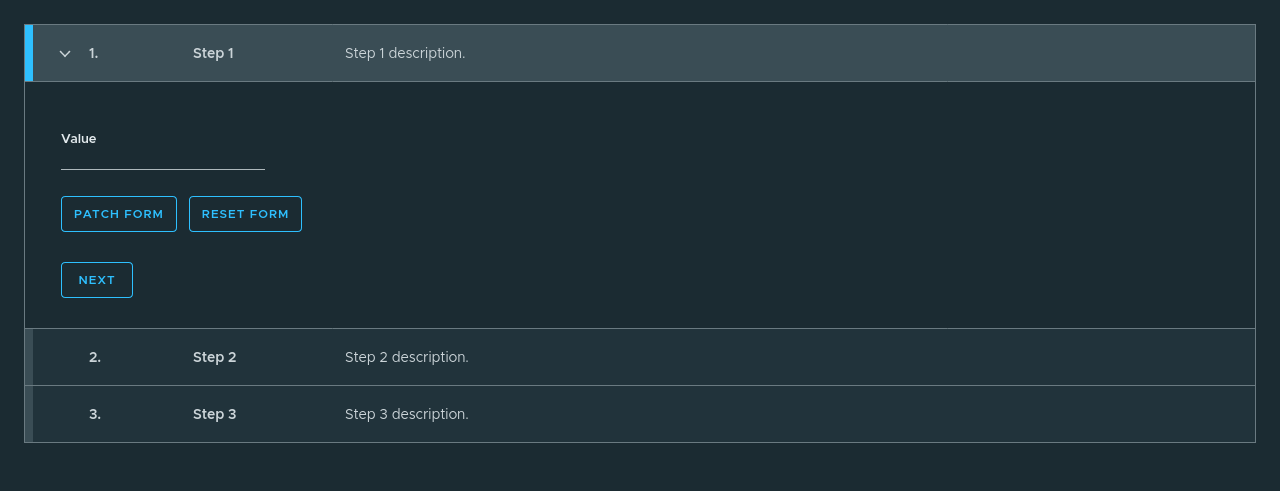 1. Step 1 Step 1 description.
Value
PATCH FORM RESET FORM
NEXT
2. Step 2 Step 2 description.
3. Step 3 Step 3 description.